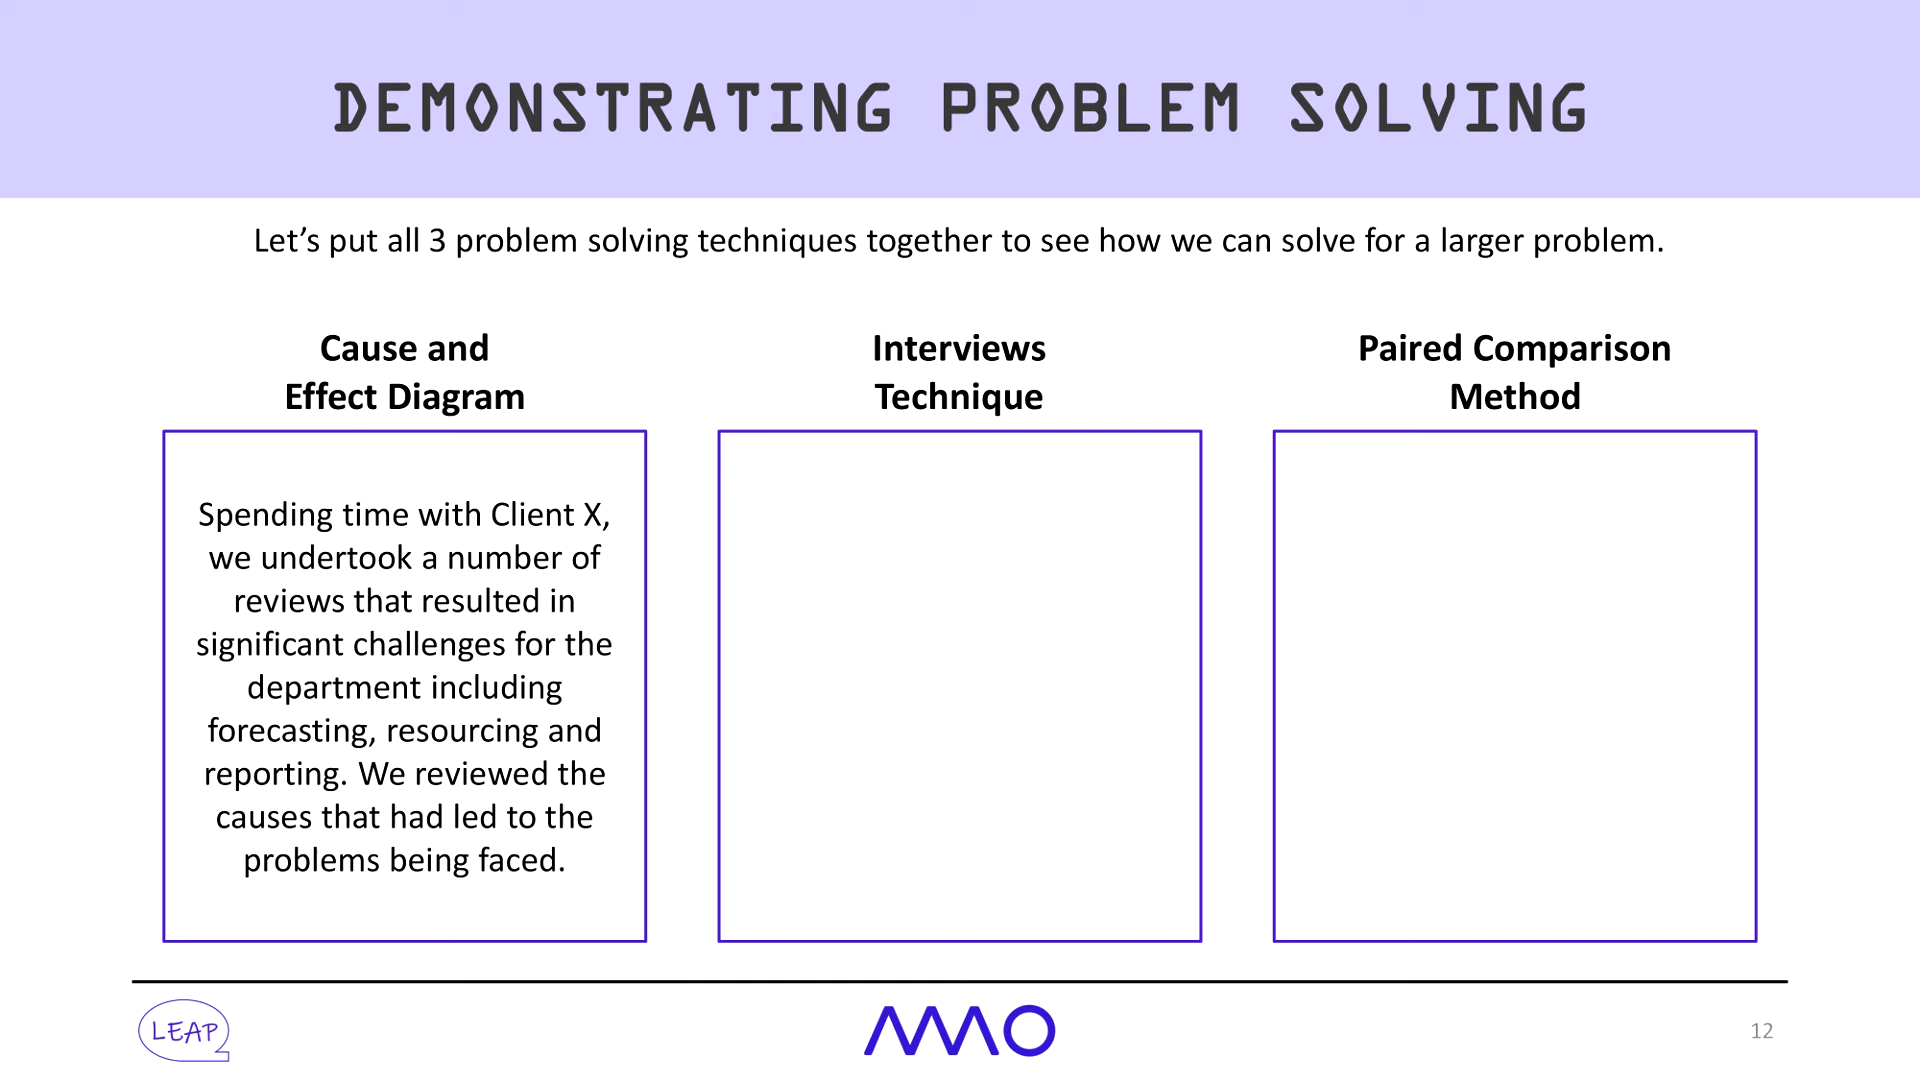 DEMONSTRATING PROBLEM SOLVING
Let’s put all 3 problem solving techniques together to see how we can solve for a larger problem.
Cause and
Effect Diagram
Interviews
Technique
Paired Comparison
Method
Spending time with Client X,
we undertook a number of
reviews that resulted in
significant challenges for the
department including
forecasting, resourcing and
reporting. We reviewed the
causes that had led to the
problems being faced.
LEAP
12